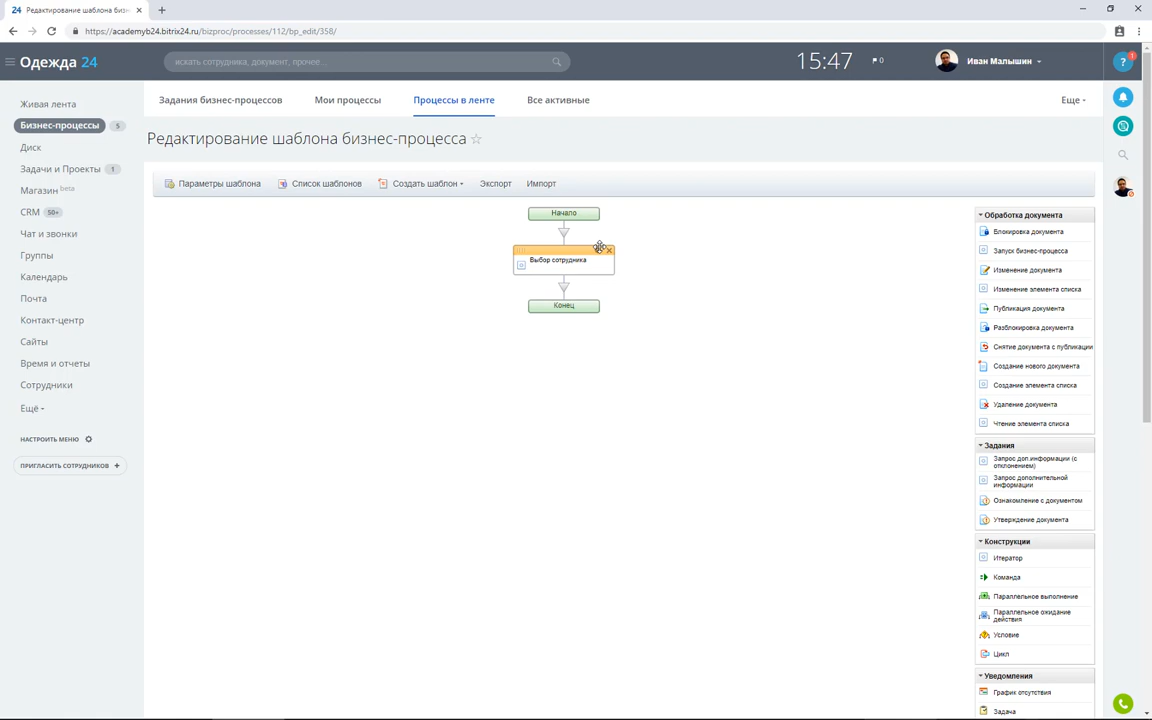 24 Редактирование шаблона бизнес-п
https://academyb24.bitrix24.ru/bizproc/processes/112/bp_edit/358/
Одежда 24
искать сотрудника, документ, прочее...
15:47
0
Иван Малышин
?
1
Живая лента
Бизнес-процессы 5
Диск
Задачи и Проекты 1
Магазин beta
CRM 50+
Чат и звонки
Группы
Календарь
Почта
Контакт-центр
Сайты
Время и отчеты
Сотрудники
Ещё
НАСТРОИТЬ МЕНЮ
ПРИГЛАСИТЬ СОТРУДНИКОВ +
Задания бизнес-процессов
Мои процессы
Процессы в ленте
Все активные
Еще
Редактирование шаблона бизнес-процесса
Параметры шаблона
Список шаблонов
Создать шаблон
Экспорт
Импорт
Начало
Выбор сотрудника
Конец
Обработка документа
Блокировка документа
Запуск бизнес-процесса
Изменение документа
Изменение элемента списка
Публикация документа
Разблокировка документа
Снятие документа с публикации
Создание нового документа
Создание элемента списка
Удаление документа
Чтение элемента списка
Задания
Запрос доп.информации (с
отклонением)
Запрос дополнительной
информации
Ознакомление с документом
Утверждение документа
Конструкции
Итератор
Команда
Параллельное выполнение
Параллельное ожидание
действия
Условие
Цикл
Уведомления
График отсутствия
Задача